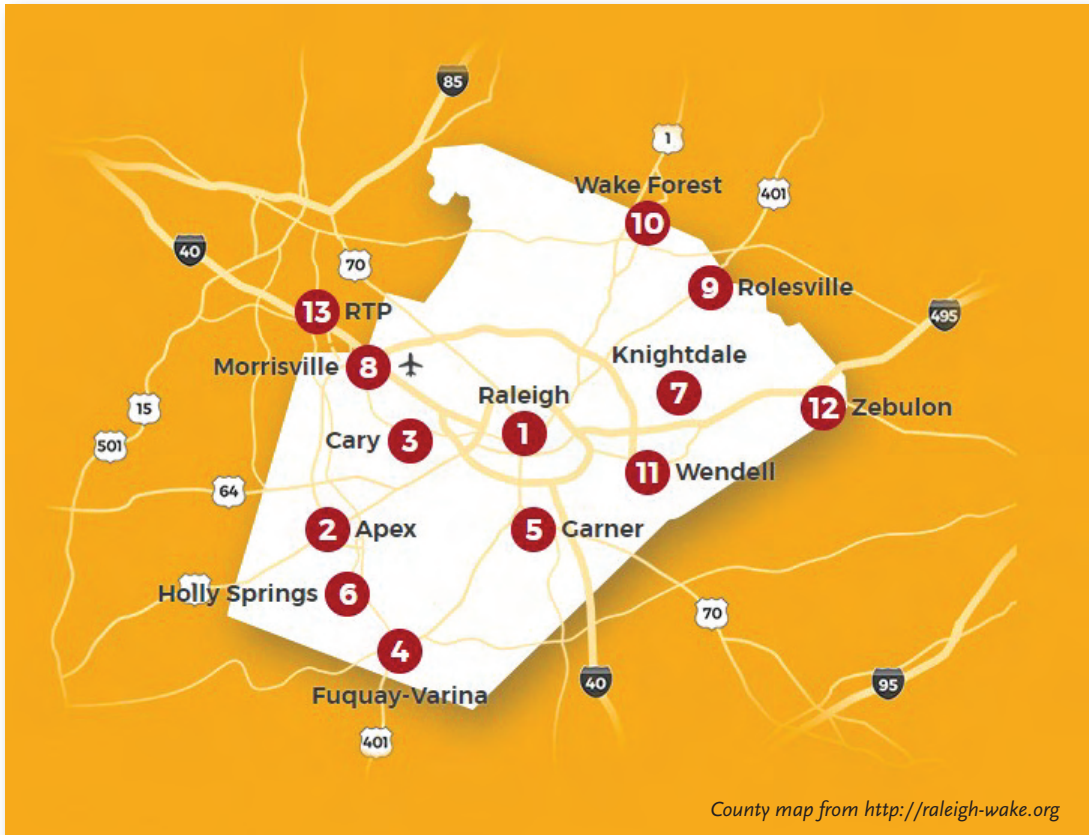 85
1
Wake Forest
401
10
40
70
9 Rolesville
13 RTP
495
Knightdale
Morrisville 8
7
Raleigh
15
12 Zebulon
1
Cary 3
501
11 Wendell
64
2 Apex
5 Garner
Holly Springs 6
70
4
40
95
Fuquay-Varina
401
County map from http://raleigh-wake.org